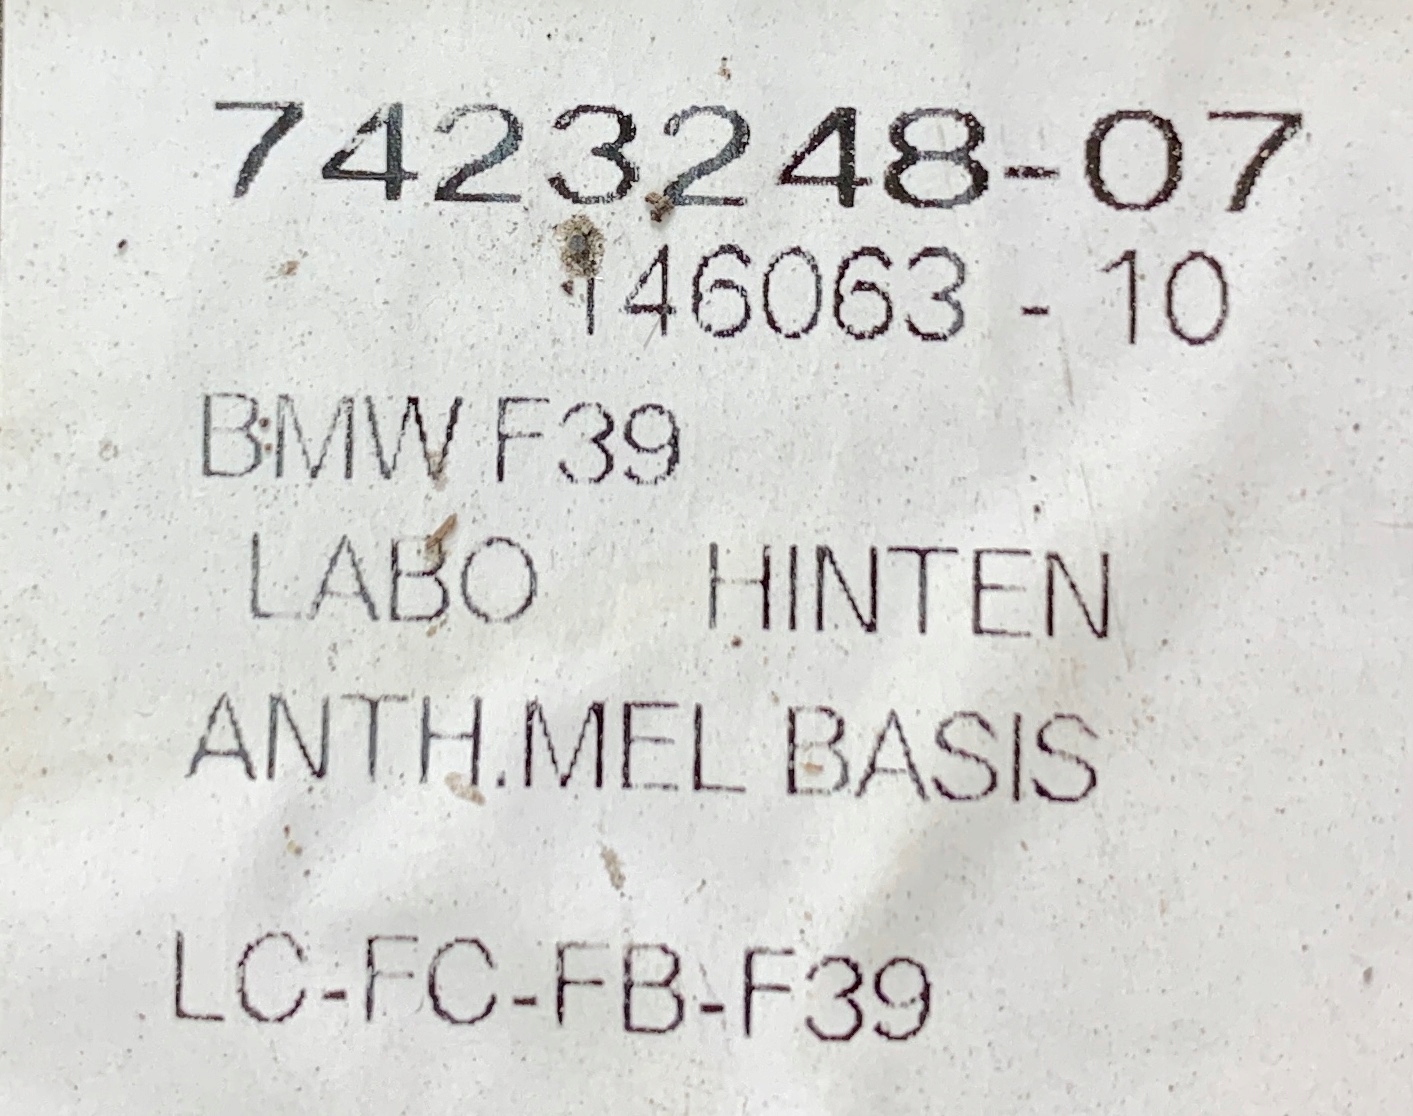 7423248-07
146063 - 10
BMW F39
LABO HINTEN
ANTH.MEL BASIS
LC-FC-FB-F39